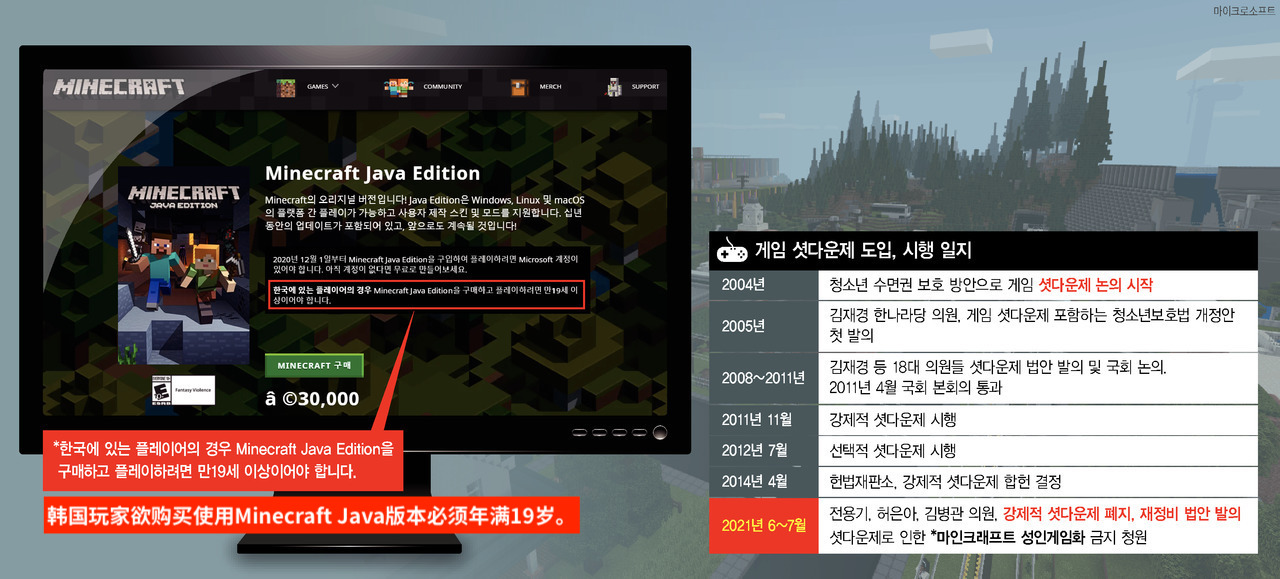 마이크로소프트
MINECRAFT
GAMES
COMMUNITY
MERCH
SUPPORT
MINECRAFT
JAVA EDITION
Fantasy Violence
ESRB
Minecraft Java Edition
Minecraft의 오리지널 버전입니다! Java Edition은 Windows, Linux 및 macOS
의 플랫폼 간 플레이가 가능하고 사용자 제작 스킨 및 모드를 지원합니다. 십년
동안의 업데이트가 포함되어 있고, 앞으로도 계속될 것입니다!
2020년 12월 1일부터 Minecraft Java Edition을 구입하여 플레이하려면 Microsoft 계정이
있어야 합니다. 아직 계정이 없다면 무료로 만들어보세요.
한국에 있는 플레이어의 경우 Minecraft Java Edition을 구매하고 플레이하려면 만19세 이
상이어야 합니다.
MINECRAFT 구매
â ©30,000
*한국에 있는 플레이어의 경우 Minecraft Java Edition을
구매하고 플레이하려면 만19세 이상이어야 합니다.
韩国玩家欲购买使用Minecraft Java版本必须年满19岁。
게임 셧다운제 도입, 시행 일지
2004년 청소년 수면권 보호 방안으로 게임 셧다운제 논의 시작
2005년 김재경 한나라당 의원, 게임 셧다운제 포함하는 청소년보호법 개정안
첫 발의
2008~2011년 김재경 등 18대 의원들 셧다운제 법안 발의 및 국회 논의.
2011년 4월 국회 본회의 통과
2011년 11월 강제적 셧다운제 시행
2012년 7월 선택적 셧다운제 시행
2014년 4월 헌법재판소, 강제적 셧다운제 합헌 결정
2021년 6~7월 전용기, 허은아, 김병관 의원, 강제적 셧다운제 폐지, 재정비 법안 발의
셧다운제로 인한 *마인크래프트 성인게임화 금지 청원